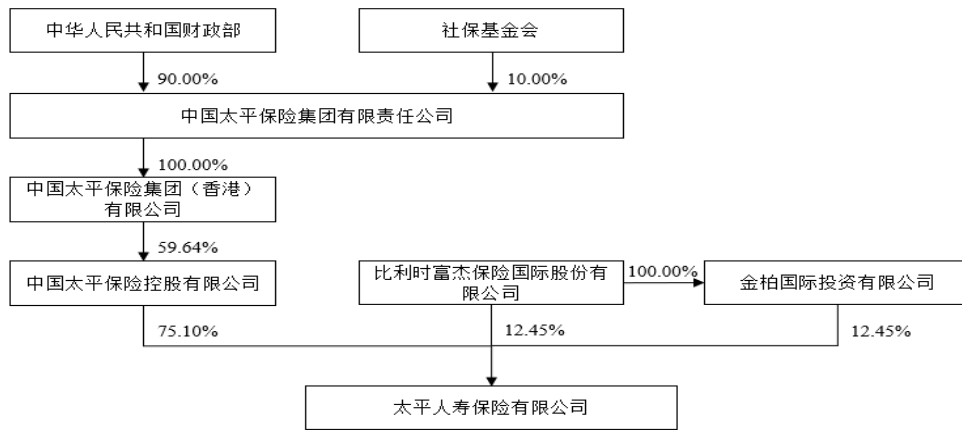 中华人民共和国财政部
社保基金会
90.00%
10.00%
中国太平保险集团有限责任公司
100.00%
中国太平保险集团（香港）
有限公司
59.64%
中国太平保险控股有限公司
比利时富杰保险国际股份有
限公司
100.00%
金柏国际投资有限公司
75.10%
12.45%
12.45%
太平人寿保险有限公司